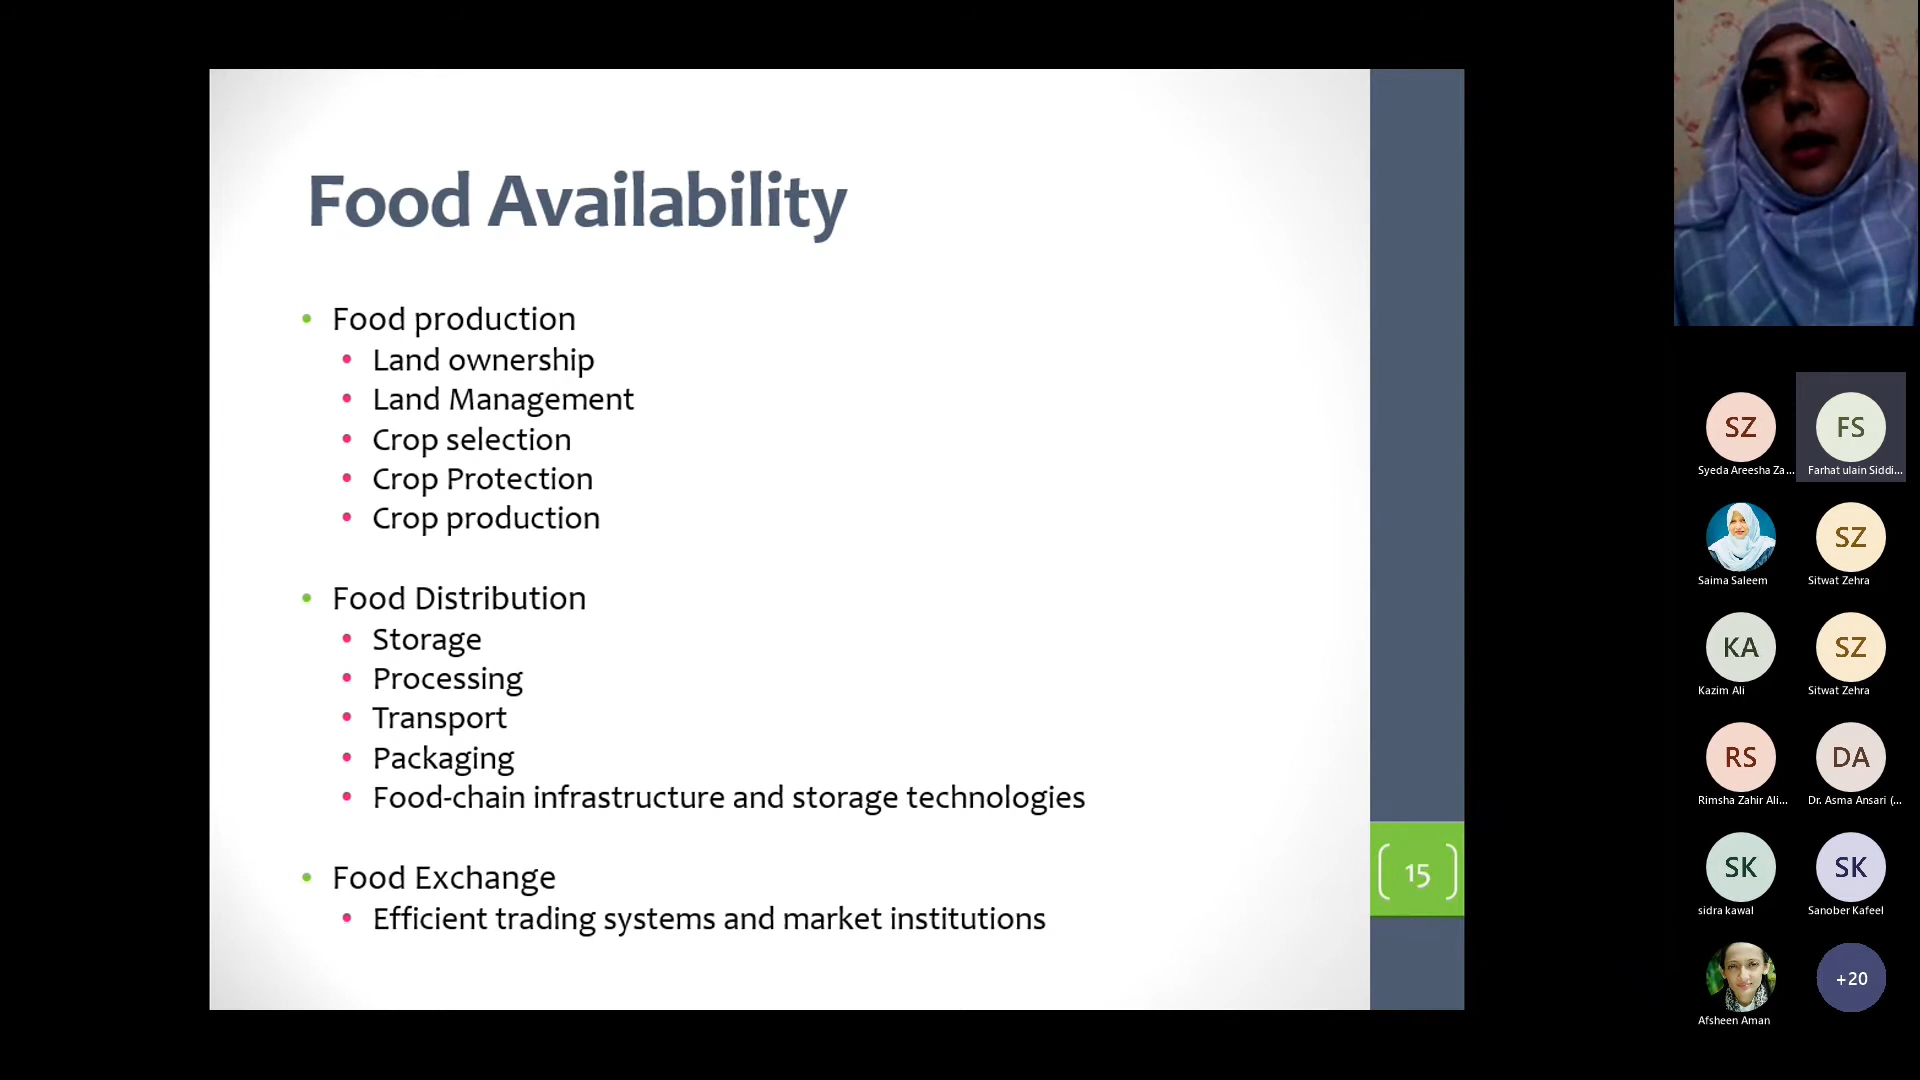 Food Availability
• Food production
• Land ownership
• Land Management
• Crop selection
• Crop Protection
• Crop production
• Food Distribution
• Storage
• Processing
• Transport
• Packaging
• Food-chain infrastructure and storage technologies
• Food Exchange
• Efficient trading systems and market institutions
15
SZ
FS
Syeda Areesha Za...
Farhat ulain Siddi...
SZ
Saima Saleem
Sitwat Zehra
KA
SZ
Kazim Ali
Sitwat Zehra
RS
DA
Rimsha Zahir Ali...
Dr. Asma Ansari (...
SK
SK
sidra kawal
Sanober Kafeel
+20
Afsheen Aman